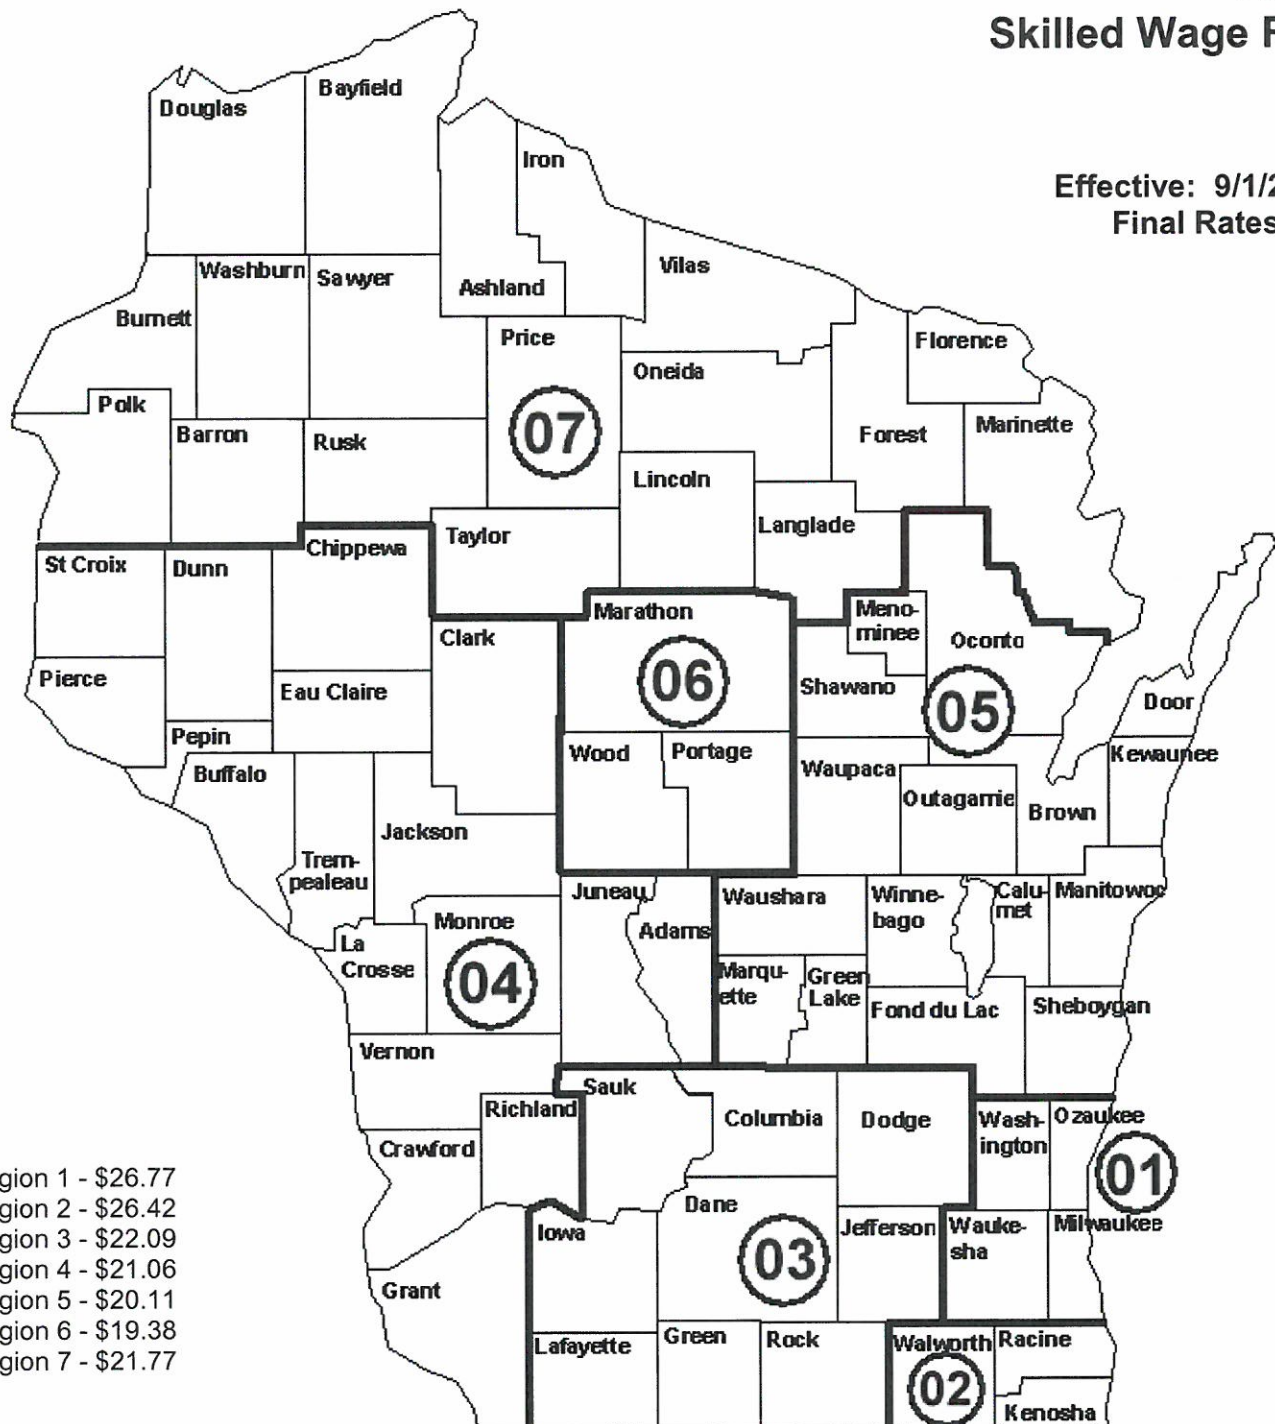 Skilled Wage
Effective: 9/1/2
Final Rates
Douglas
Bayfield
Iron
Washburn
Sawyer
Ashland
Vilas
Burnett
Price
Florence
Oneida
Polk
Barron
Rusk
07
Forest
Marinette
Lincoln
Langlade
Taylor
Chippewa
St Croix
Dunn
Marathon
Meno-
minee
Clark
Oconto
Pierce
Eau Claire
06
Shawano
05
Door
Pepin
Wood
Portage
Waupaca
Kewaunee
Buffalo
Outagamie
Brown
Jackson
Trem-
pealeau
Juneau
Waushara
Winne-
bago
Calu-
met
Manitowoc
Monroe
Adams
La
Crosse
04
Marqu-
ette
Green
Lake
Fond du Lac
Sheboygan
Vernon
Sauk
Richland
Columbia
Dodge
Wash-
ington
Ozaukee
Crawford
01
gion 1 - $26.77
gion 2 - $26.42
gion 3 - $22.09
gion 4 - $21.06
gion 5 - $20.11
gion 6 - $19.38
gion 7 - $21.77
Dane
Iowa
03
Jefferson
Wauke-
sha
Milwaukee
Grant
Lafayette
Green
Rock
Walworth
Racine
02
Kenosha